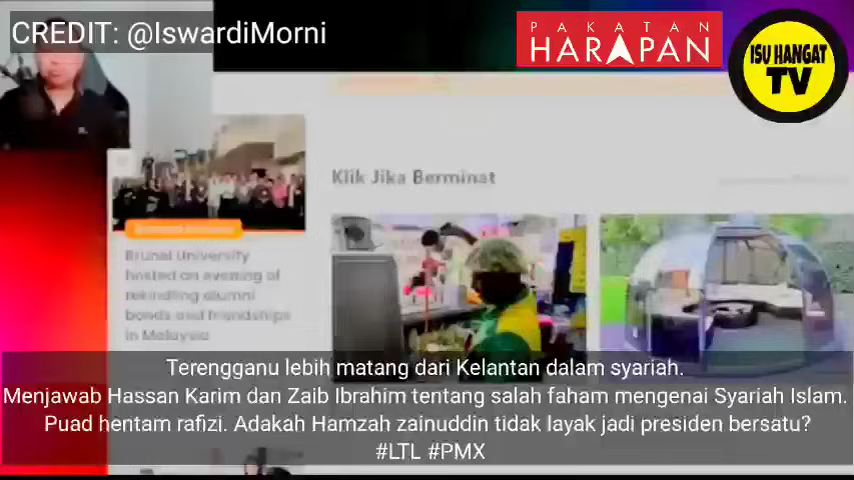 CREDIT: @IswardiMorni
PAKATAN
HARAPAN
ISU HANGAT
TV
Klik Jika Berminat
Brunel University
hosted an evening of
rekindling alumni
bonds and friendships
in Malaysia
Terengganu lebih matang dari Kelantan dalam syariah.
Menjawab Hassan Karim dan Zaib Ibrahim tentang salah faham mengenai Syariah Islam.
Puad hentam rafizi. Adakah Hamzah zainuddin tidak layak jadi presiden bersatu?
#LTL #PMX